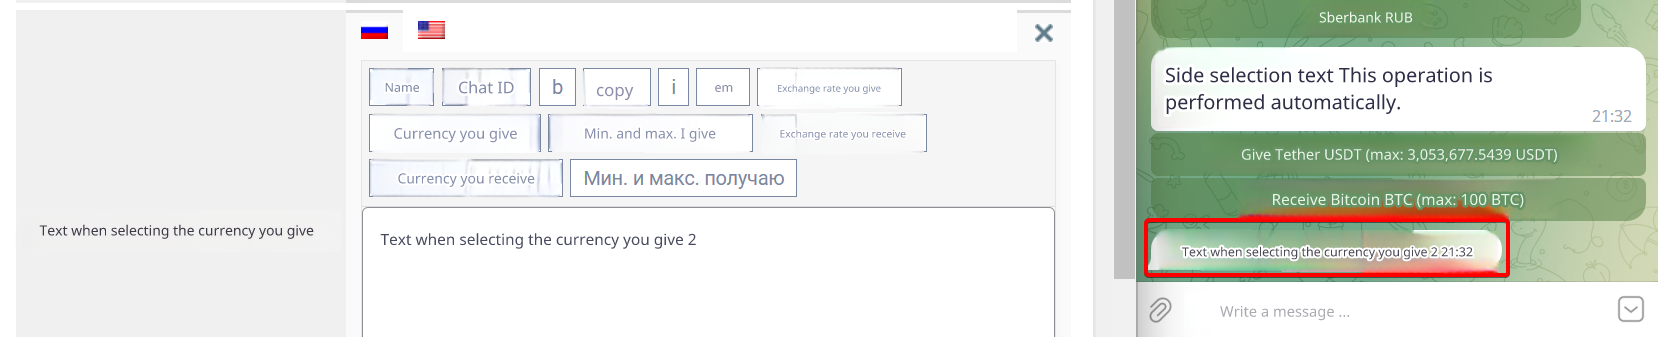 Name Chat ID b copy i em Exchange rate you give
Currency you give Min. and max. I give Exchange rate you receive
Currency you receive Мин. и макс. получаю
Text when selecting the currency you give
Text when selecting the currency you give 2
Sberbank RUB
Side selection text This operation is
performed automatically.
21:32
Give Tether USDT (max: 3,053,677.5439 USDT)
Receive Bitcoin BTC (max: 100 BTC)
Text when selecting the currency you give 2 21:32
Write a message ...